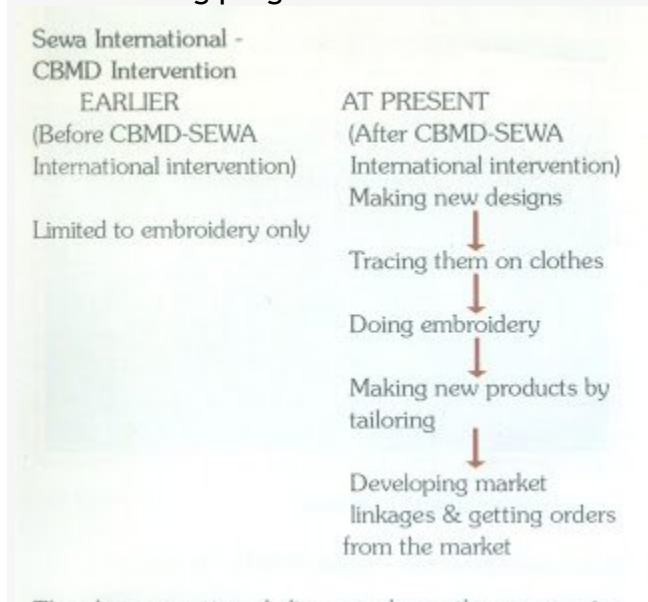 Sewa International -
CBMD Intervention
EARLIER
(Before CBMD-SEWA
International intervention)
Limited to embroidery only
AT PRESENT
(After CBMD-SEWA
International intervention)
Making new designs
Tracing them on clothes
Doing embroidery
Making new products by
tailoring
Developing market
linkages & getting orders
from the market